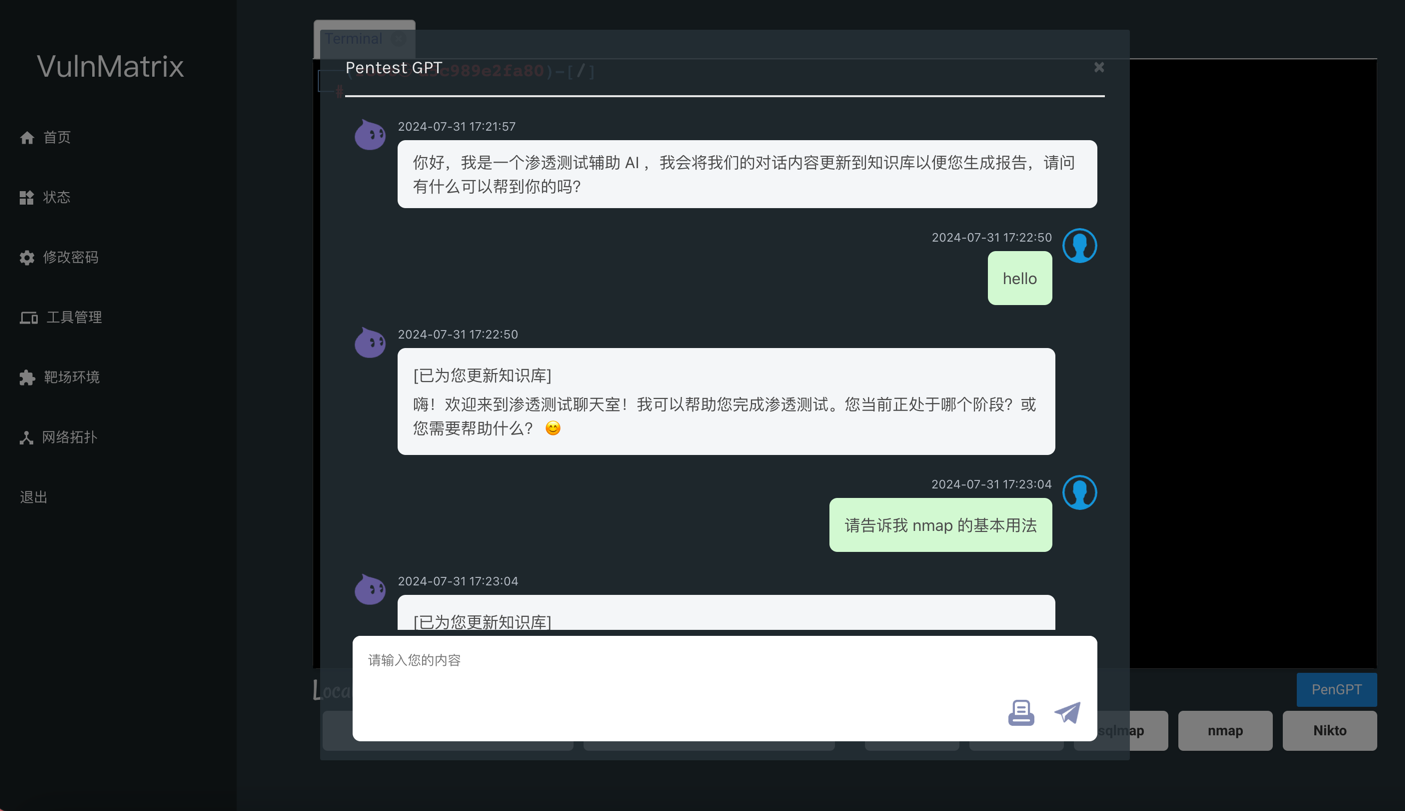 VulnMatrix
首页
状态
修改密码
工具管理
靶场环境
网络拓扑
退出
Terminal
Pentest GPT
c989e2fa80)-[/]
2024-07-31 17:21:57
你好，我是一个渗透测试辅助 AI ，我会将我们的对话内容更新到知识库以便您生成报告，请问
有什么可以帮到你的吗?
2024-07-31 17:22:50
hello
2024-07-31 17:22:50
[已为您更新知识库]
嗨！欢迎来到渗透测试聊天室！我可以帮助您完成渗透测试。您当前正处于哪个阶段？或
您需要帮助什么？ 😊
2024-07-31 17:23:04
请告诉我 nmap 的基本用法
2024-07-31 17:23:04
[已为您更新知识库]
请输入您的内容
Loca
PenGPT
sqlmap
nmap
Nikto